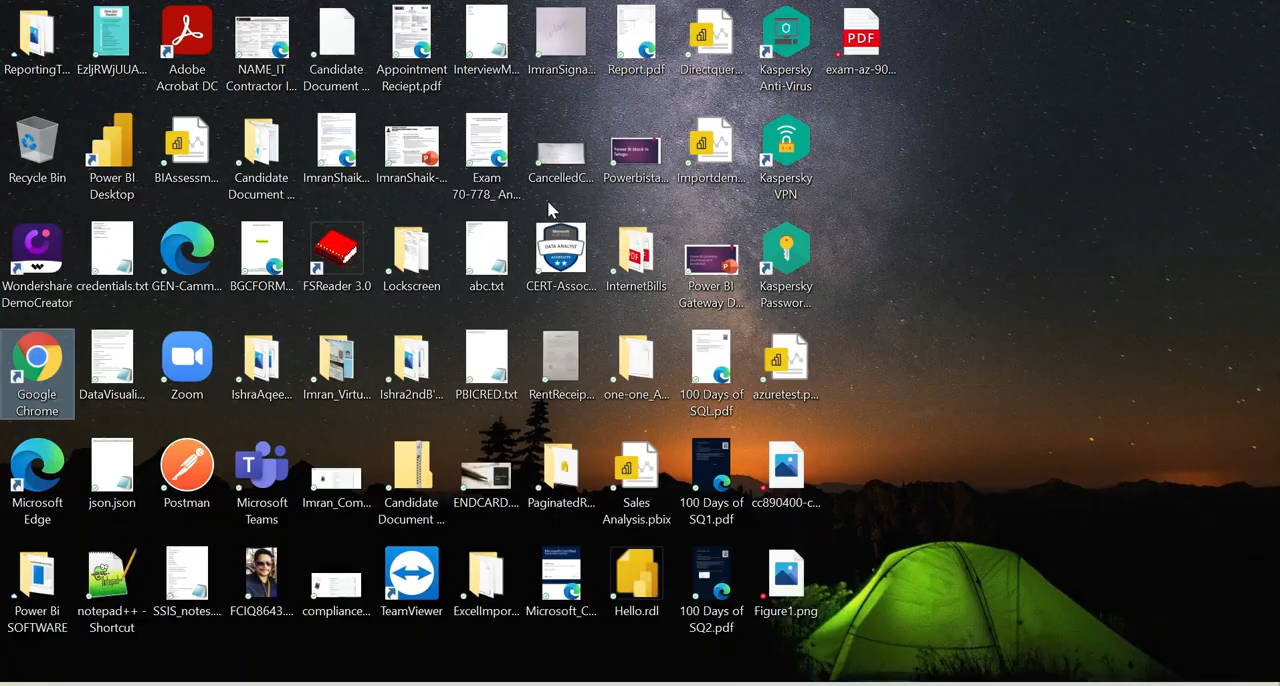 ReportingT...
EzljRWjUUA...
Adobe
Acrobat DC
NAME_IT
Contractor I...
Candidate
Document ...
Appointment
Reciept.pdf
InterviewM...
ImranSigna...
Report.pdf
Directquer...
Kaspersky
Anti-Virus
PDF
exam-az-90...
Recycle Bin
Power BI
Desktop
BIAssessm...
Candidate
Document ...
ImranShaik...
ImranShaik-...
Exam
70-778_ An...
CancelledC...
Powerbista...
Importdem...
Kaspersky
VPN
Wondershare
DemoCreator
credentials.txt
GEN-Camm...
BGCFORM...
FSReader 3.0
Lockscreen
abc.txt
DATA ANALYST
ASSOCIATE
CERT-Assoc...
PDF
InternetBills
Power BI
Gateway D...
Kaspersky
Passwor...
Google
Chrome
DataVisuali...
Zoom
IshraAqee...
Imran_Virtu...
Ishra2ndB'...
PBICRED.txt
RentReceip...
one-one_A...
100 Days of
SQL.pdf
azuretest.p...
Microsoft
Edge
json.json
Postman
T
Microsoft
Teams
Imran_Com...
Candidate
Document ...
ENDCARD....
PaginatedR...
Sales
Analysis.pbix
100 Days of
SQ1.pdf
cc890400-c...
Power Bi
SOFTWARE
notepad++ -
Shortcut
SSIS_notes....
FCIQ8643....
compliance...
TeamViewer
ExcelImpor...
Microsoft_C...
Hello.rdl
100 Days of
SQ2.pdf
Figure1.png